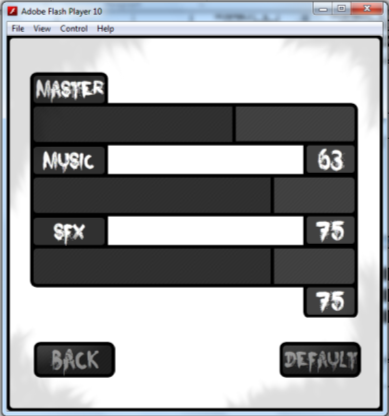 Adobe Flash Player 10
File View Control Help
MASTER
MUSIC 63
SFX 75
75
BACK DEFAULT